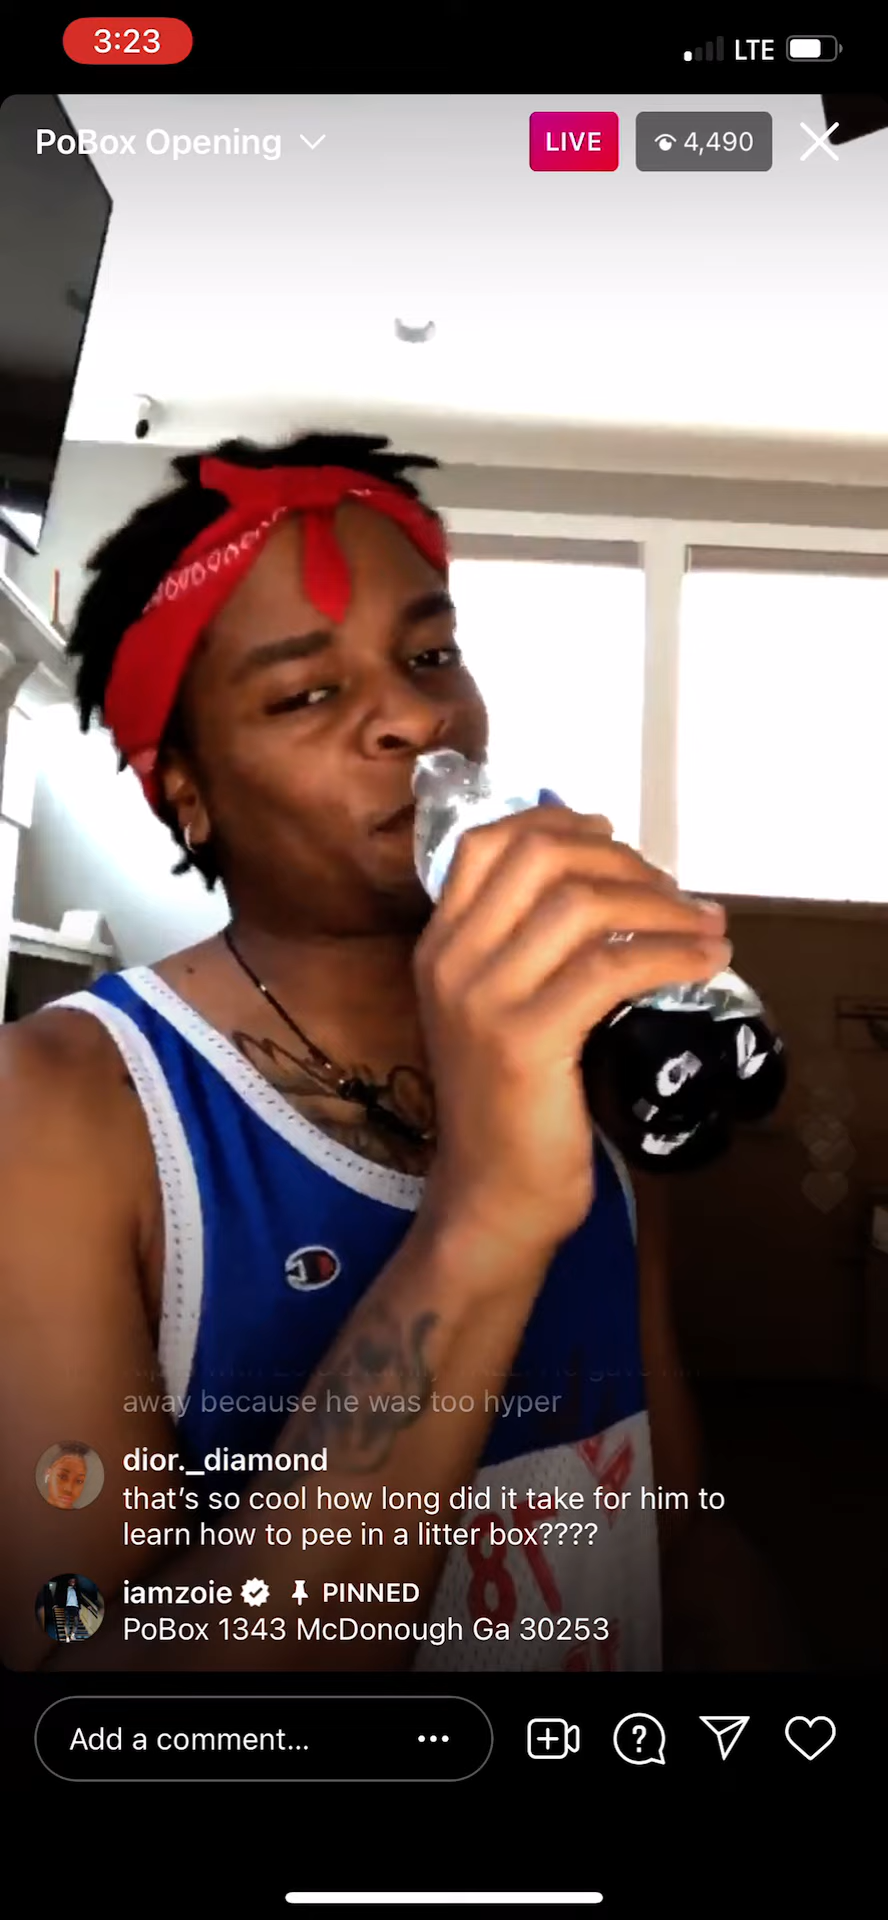 3:23
LTE
PoBox Opening
LIVE
4,490
away because he was too hyper
dior._diamond
that's so cool how long did it take for him to
learn how to pee in a litter box????
iamzoie PINNED
PoBox 1343 McDonough Ga 30253
Add a comment...